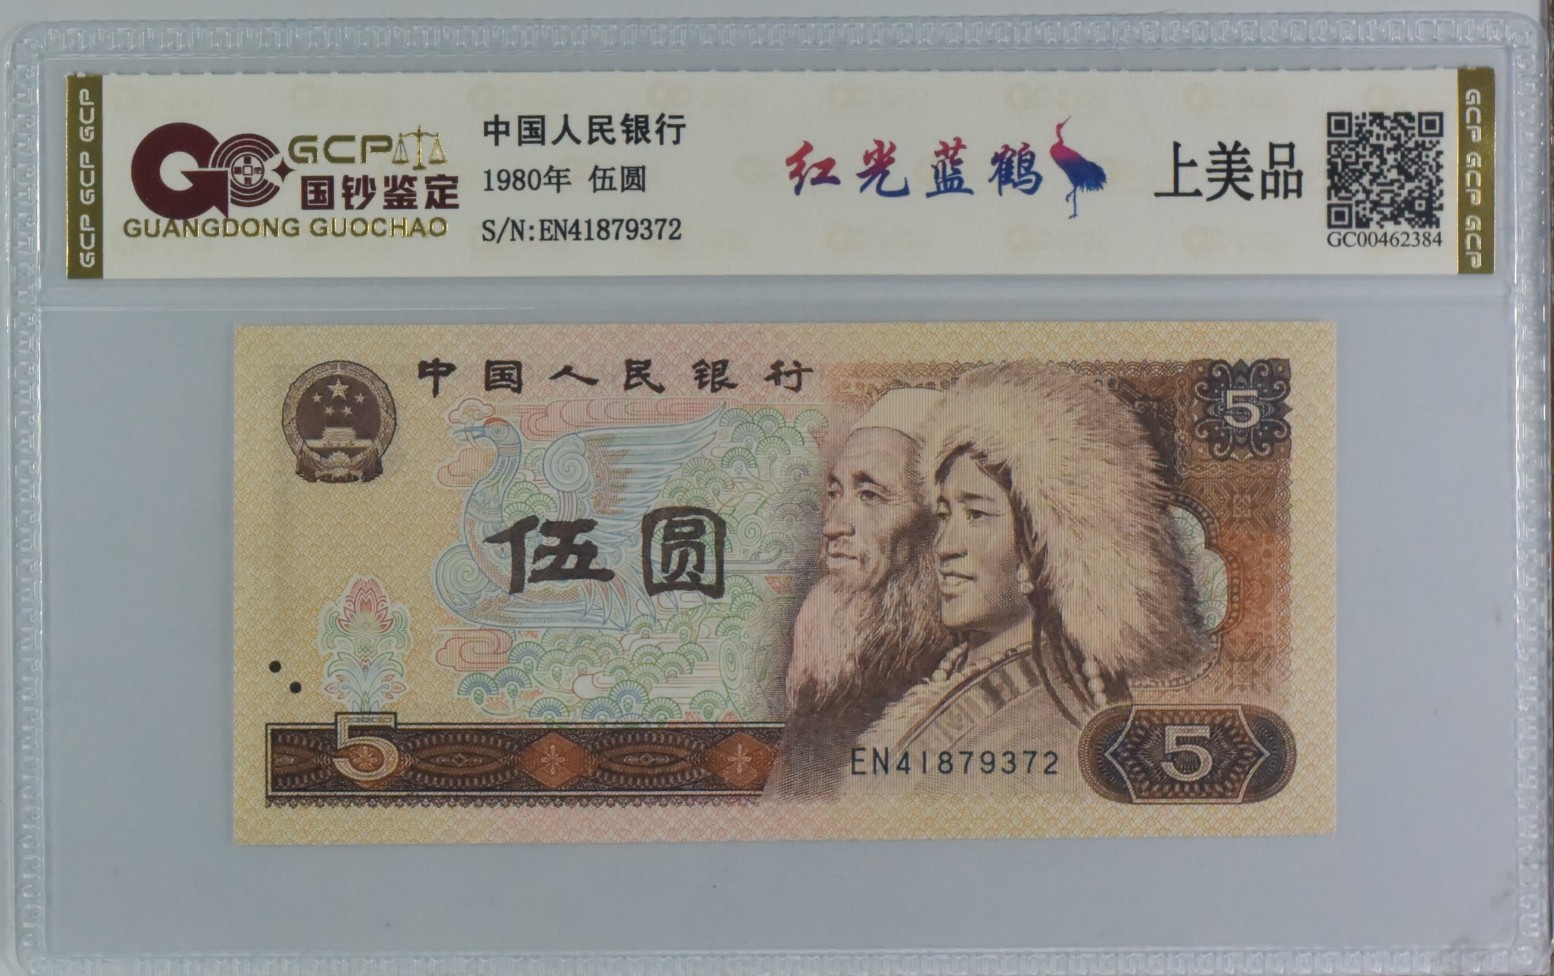 GCP GCP GCP
GCP
国钞鉴定
GUANGDONG GUOCHAO
中国人民银行
1980年 伍圆
S/N:EN41879372
红光蓝鹤
上美品
GC00462384
GCP GCP GCP
中国人民银行
5
伍圆
5
EN41879372
5